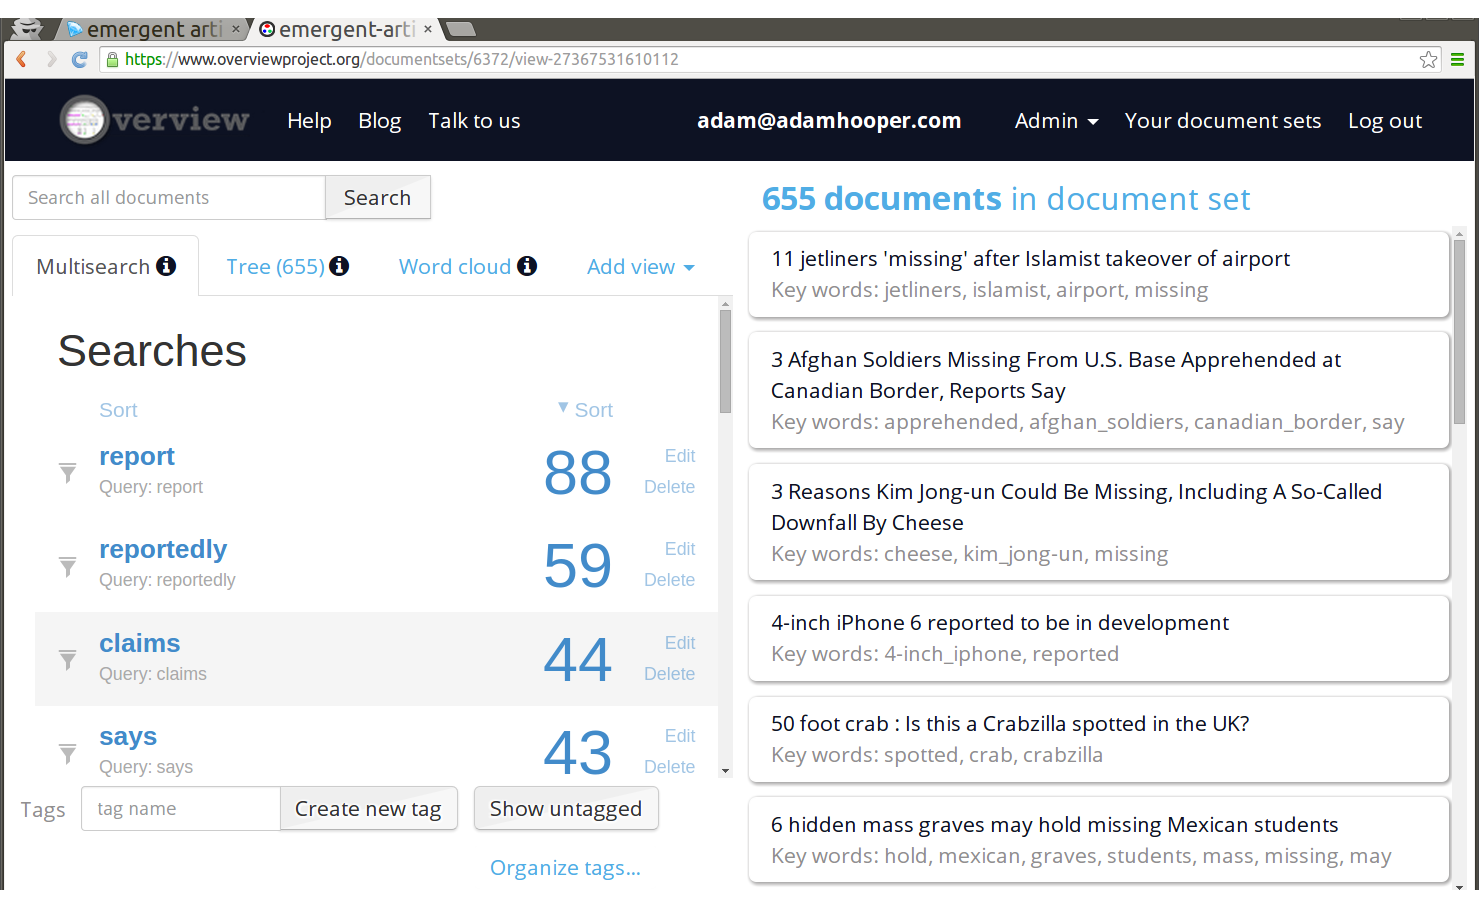 emergent arti ×
emergent-arti ×
https://www.overviewproject.org/documentsets/6372/view-27367531610112
verview
Help Blog Talk to us
adam@adamhooper.com
Admin Your document sets Log out
Search all documents Search
Multisearch Tree (655) Word cloud Add view
Searches
Sort ▼ Sort
report 88 Edit
Query: report Delete
reportedly 59 Edit
Query: reportedly Delete
claims 44 Edit
Query: claims Delete
says 43 Edit
Query: says Delete
Tags tag name Create new tag Show untagged
Organize tags...
655 documents in document set
11 jetliners 'missing' after Islamist takeover of airport
Key words: jetliners, islamist, airport, missing
3 Afghan Soldiers Missing From U.S. Base Apprehended at
Canadian Border, Reports Say
Key words: apprehended, afghan_soldiers, canadian_border, say
3 Reasons Kim Jong-un Could Be Missing, Including A So-Called
Downfall By Cheese
Key words: cheese, kim_jong-un, missing
4-inch iPhone 6 reported to be in development
Key words: 4-inch_iphone, reported
50 foot crab : Is this a Crabzilla spotted in the UK?
Key words: spotted, crab, crabzilla
6 hidden mass graves may hold missing Mexican students
Key words: hold, mexican, graves, students, mass, missing, may